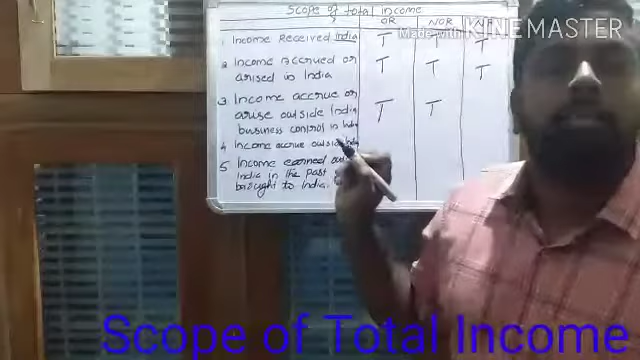 Scope of total income
OR NOR NR
1 Income Received India T T T
2 Income Accrued or
arised in India T T T
3 Income accrue or
arise outside India
business control in India T T
4 Income accrue outside India
5 Income earned
India in the past
brought to India.
Made with KINEMASTER
Scope of Total Income